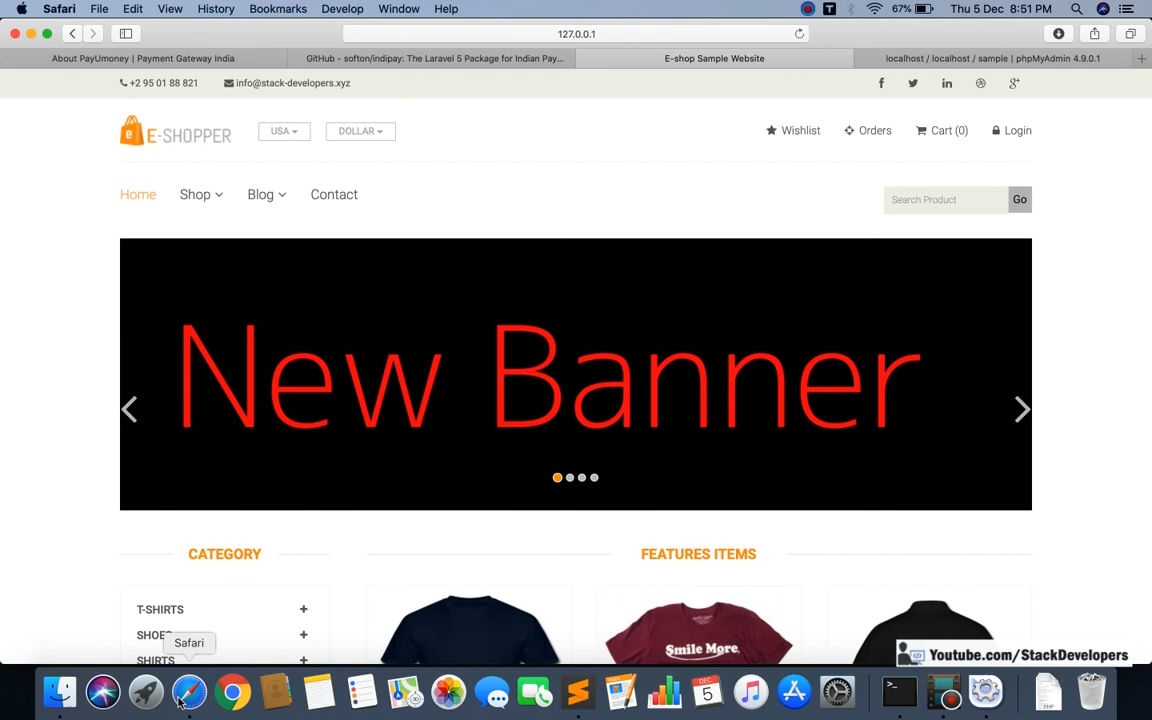 Safari File Edit View History Bookmarks Develop Window Help 67% Thu 5 Dec 8:51 PM
127.0.0.1
About PayUmoney | Payment Gateway India GitHub - softon/indipay: The Laravel 5 Package for Indian Pay... E-shop Sample Website localhost / localhost / sample | phpMyAdmin 4.9.0.1
+2 95 01 88 821 info@stack-developers.xyz
E-SHOPPER USA DOLLAR Wishlist Orders Cart (0) Login
Home Shop Blog Contact Search Product Go
New Banner
CATEGORY FEATURES ITEMS
T-SHIRTS
SHOES
SHIRTS
Smile More.
Safari
Youtube.com/StackDevelopers
DEC
5
PHP